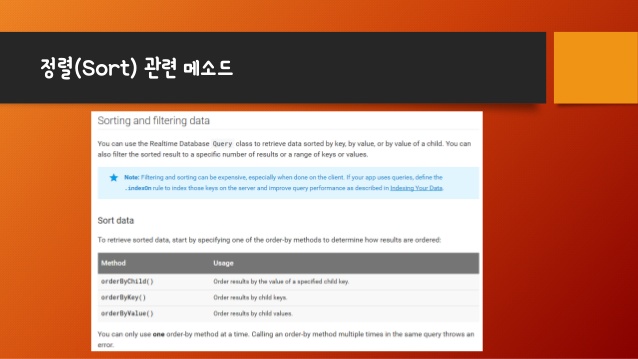 정렬(Sort) 관련 메소드
Sorting and filtering data
You can use the Realtime Database Query class to retrieve data sorted by key, by value, or by value of a child. You can
also filter the sorted result to a specific number of results or a range of keys or values.
Note: Filtering and sorting can be expensive, especially when done on the client. If your app uses queries, define the
.indexOn rule to index those keys on the server and improve query performance as described in Indexing Your Data.
Sort data
To retrieve sorted data, start by specifying one of the order-by methods to determine how results are ordered:
Method Usage
orderByChild() Order results by the value of a specified child key.
orderByKey() Order results by child keys.
orderByValue() Order results by child values.
You can only use one order-by method at a time. Calling an order-by method multiple times in the same query throws an
error.